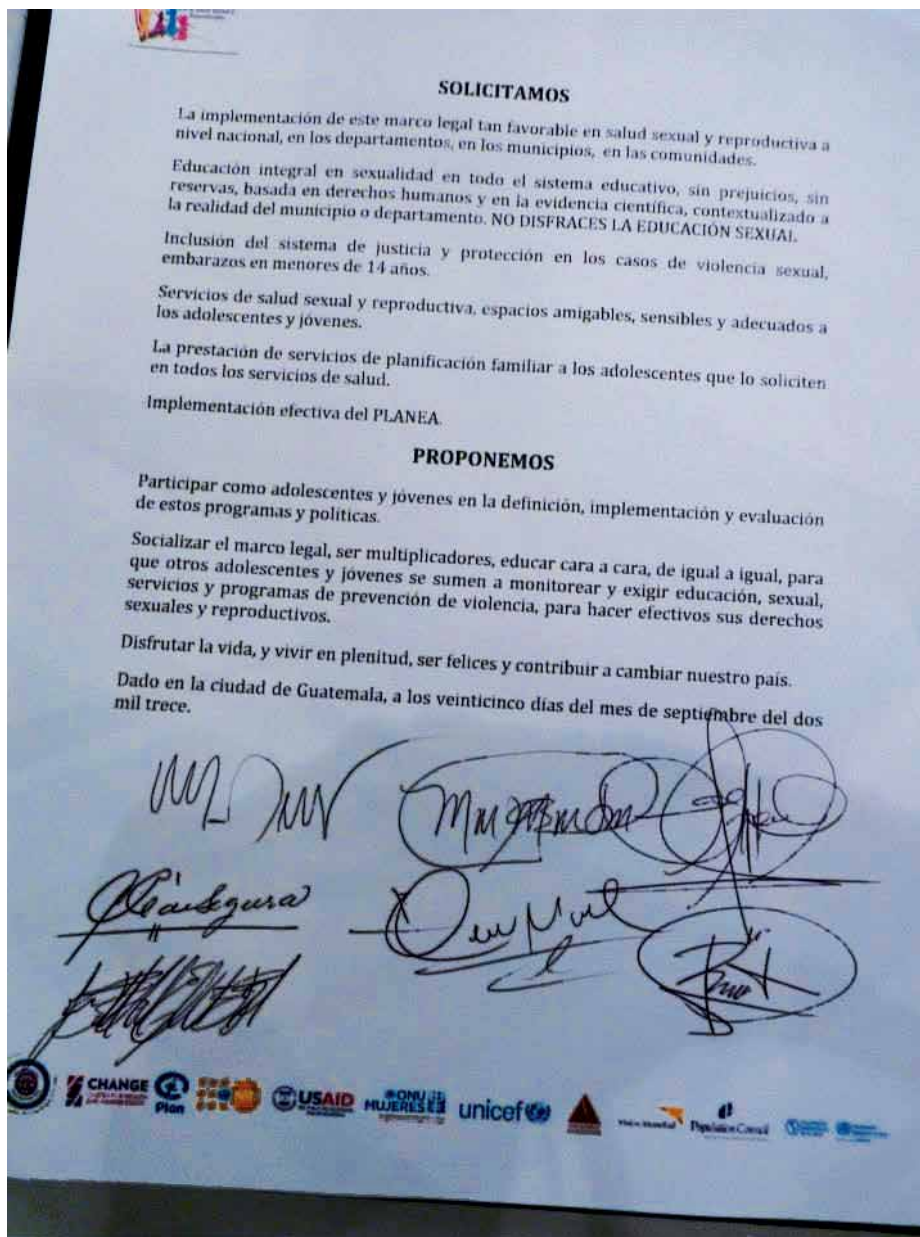 SOLICITAMOS
La implementación de este marco legal tan favorable en salud sexual y reproductiva a
nivel nacional, en los departamentos, en los municipios, en las comunidades.
Educación integral en sexualidad en todo el sistema educativo, sin prejuicios, sin
reservas, basada en derechos humanos y en la evidencia científica, contextualizado a
la realidad del municipio o departamento. NO DISFRACES LA EDUCACIÓN SEXUAL.
Inclusión del sistema de justicia y protección en los casos de violencia sexual,
embarazos en menores de 14 años.
Servicios de salud sexual y reproductiva, espacios amigables, sensibles y adecuados a
los adolescentes y jóvenes.
La prestación de servicios de planificación familiar a los adolescentes que lo soliciten
en todos los servicios de salud.
Implementación efectiva del PLANEA.
PROPONEMOS
Participar como adolescentes y jóvenes en la definición, implementación y evaluación
de estos programas y políticas.
Socializar el marco legal, ser multiplicadores, educar cara a cara, de igual a igual, para
que otros adolescentes y jóvenes se sumen a monitorear y exigir educación, sexual,
servicios y programas de prevención de violencia, para hacer efectivos sus derechos
sexuales y reproductivos.
Disfrutar la vida, y vivir en plenitud, ser felices y contribuir a cambiar nuestro país.
Dado en la ciudad de Guatemala, a los veinticinco días del mes de septiembre del dos
mil trece.
CHANGE
Plan
USAID
ONU
MUJERES
unicef
Visión Mundial
Population Council